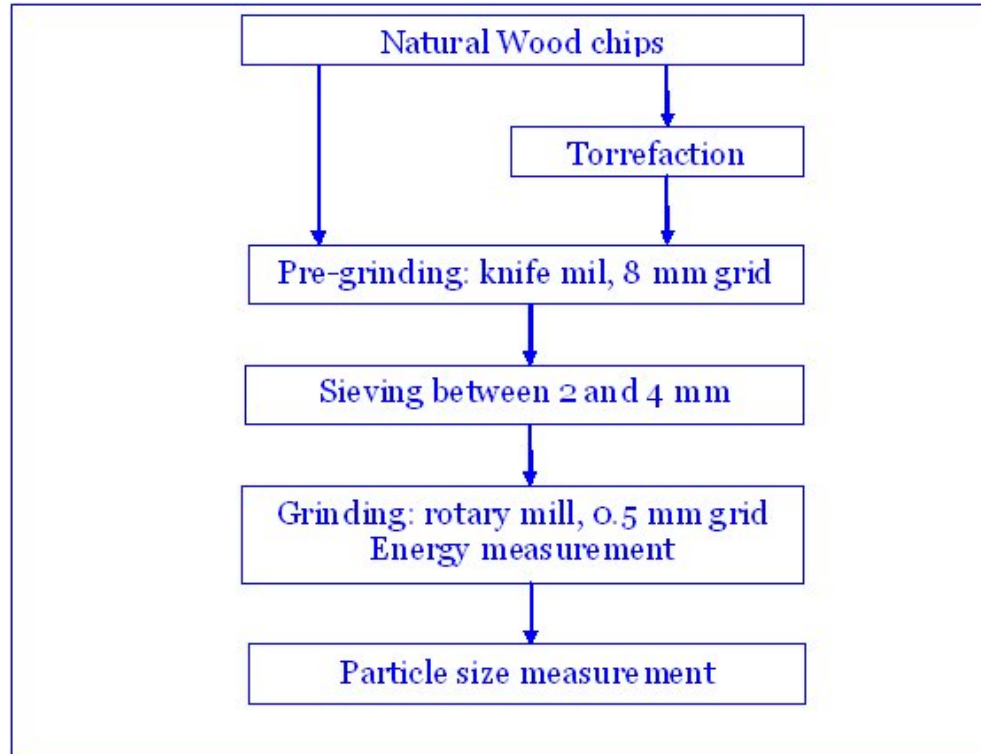 Natural Wood chips
Torrefaction
Pre-grinding: knife mil, 8 mm grid
Sieving between 2 and 4 mm
Grinding: rotary mill, 0.5 mm grid
Energy measurement
Particle size measurement